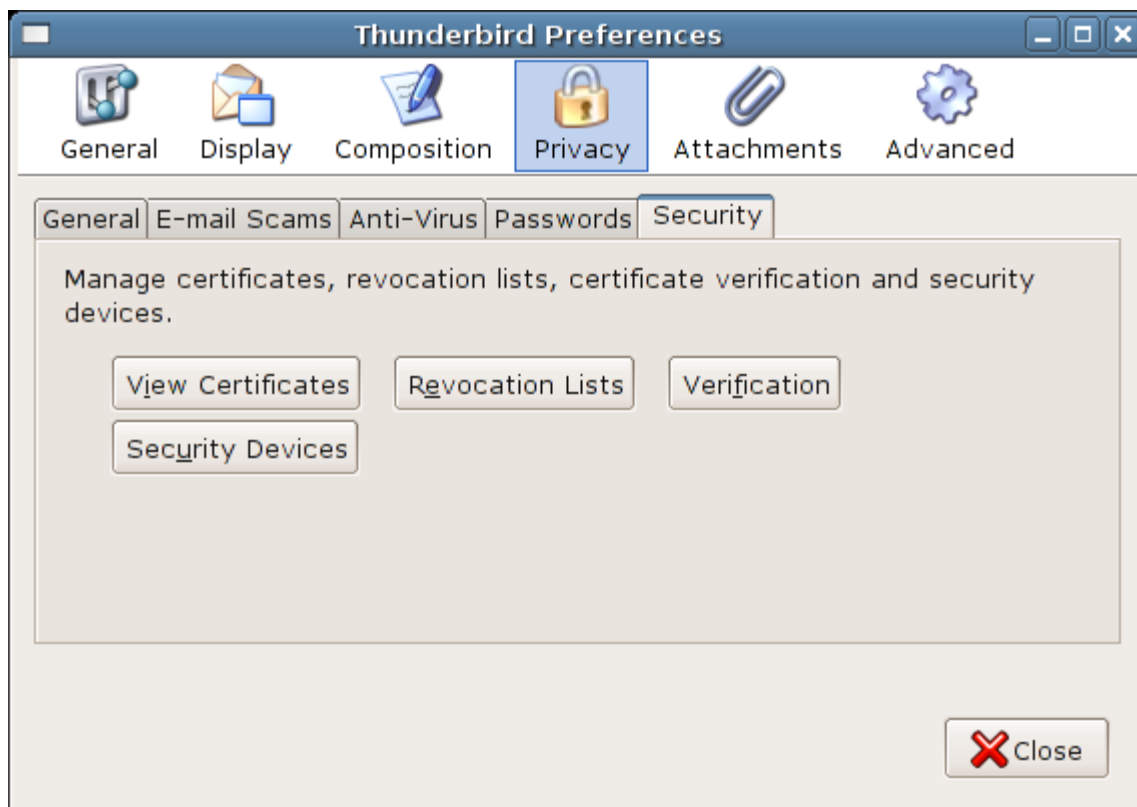 Thunderbird Preferences
General Display Composition Privacy Attachments Advanced
General E-mail Scams Anti-Virus Passwords Security
Manage certificates, revocation lists, certificate verification and security
devices.
View Certificates Revocation Lists Verification
Security Devices
Close